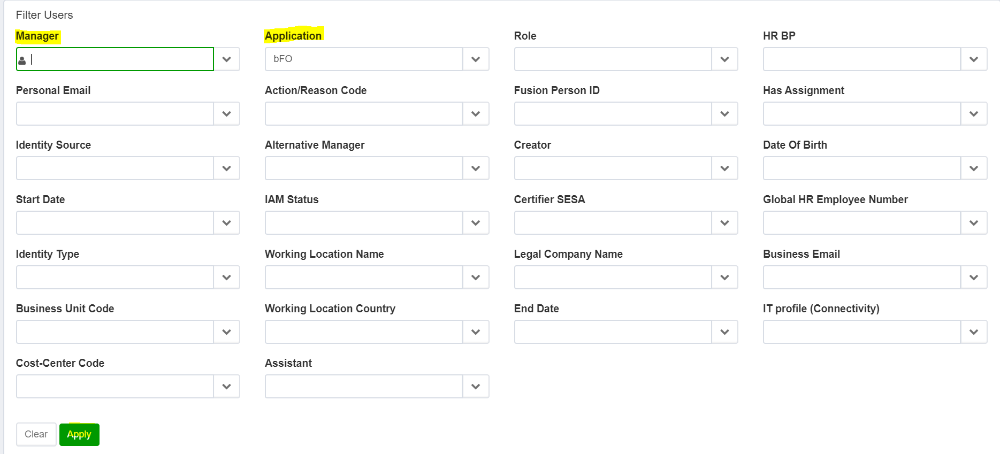 Filter Users
Manager Application Role HR BP
bFO
Personal Email Action/Reason Code Fusion Person ID Has Assignment
Identity Source Alternative Manager Creator Date Of Birth
Start Date IAM Status Certifier SESA Global HR Employee Number
Identity Type Working Location Name Legal Company Name Business Email
Business Unit Code Working Location Country End Date IT profile (Connectivity)
Cost-Center Code Assistant
Clear Apply